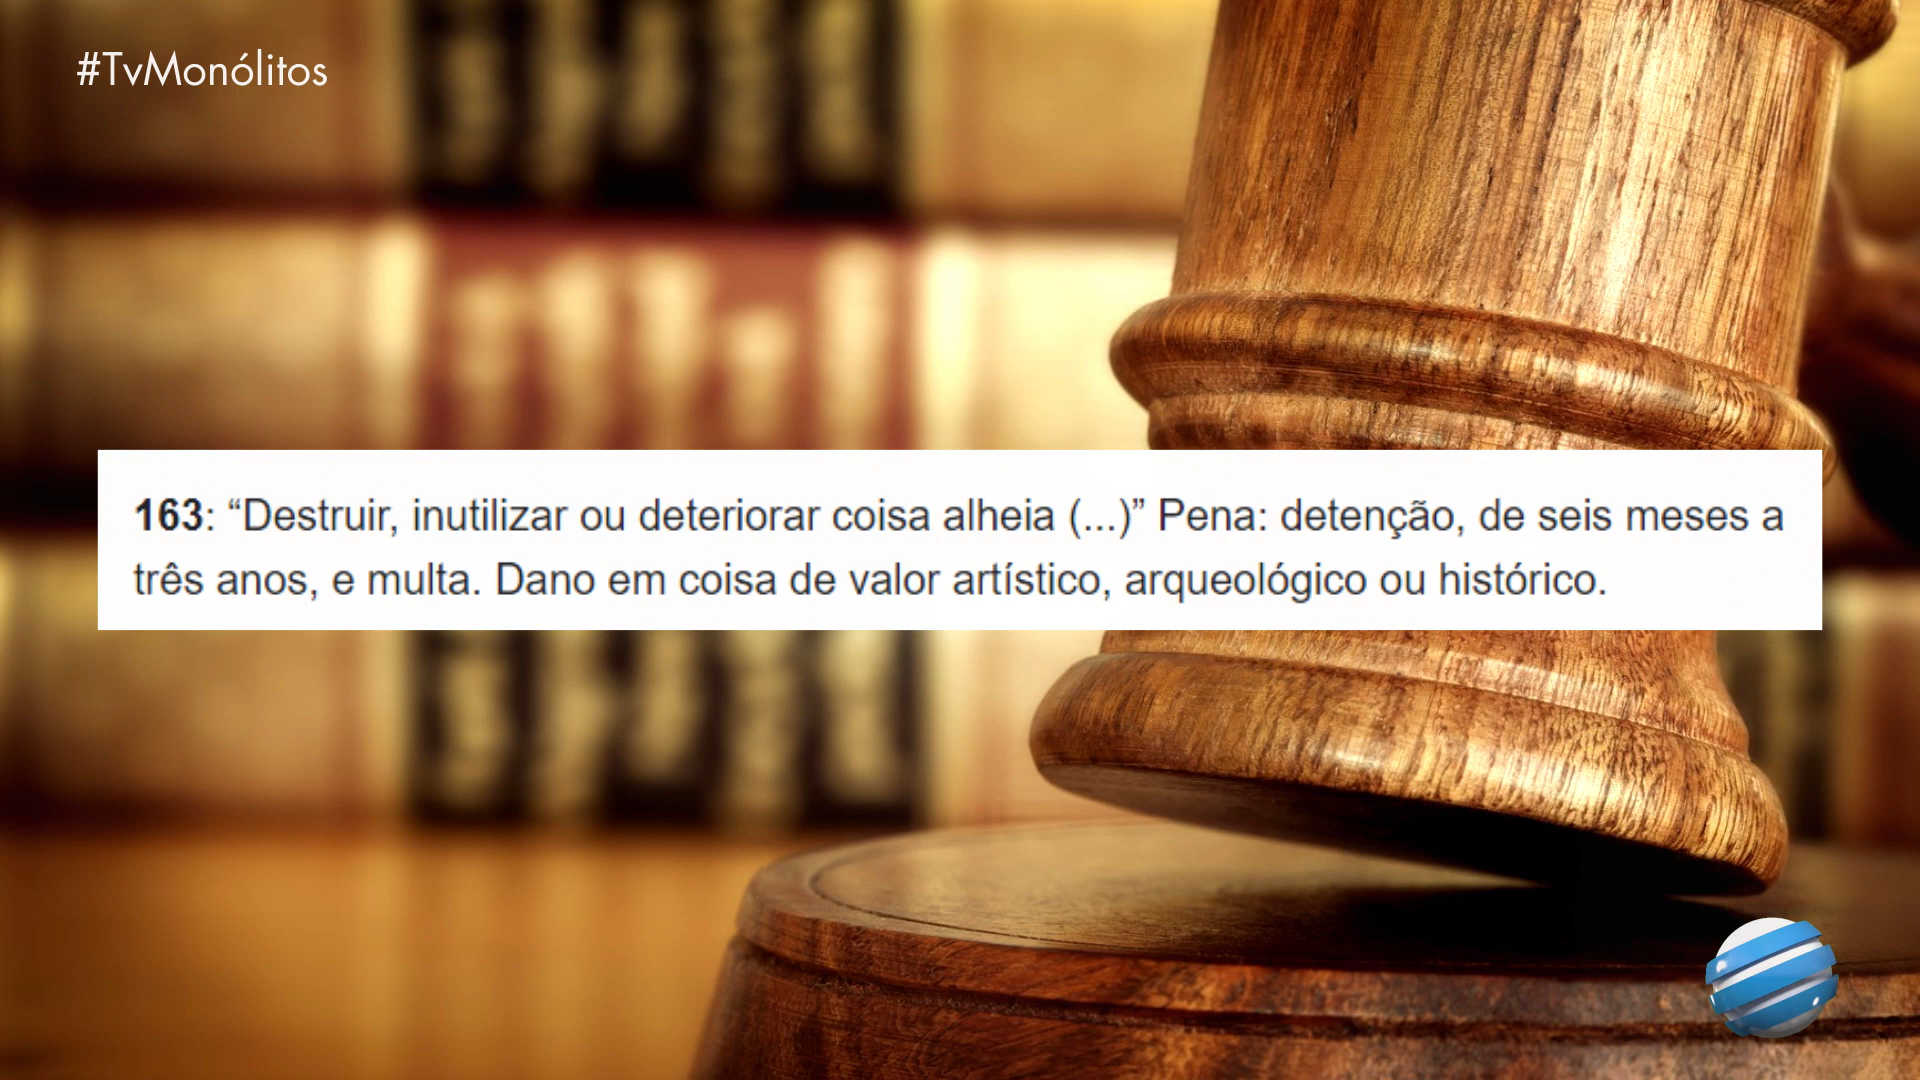 #TvMonólitos
163: “Destruir, inutilizar ou deteriorar coisa alheia (...)” Pena: detenção, de seis meses a
três anos, e multa. Dano em coisa de valor artístico, arqueológico ou histórico.